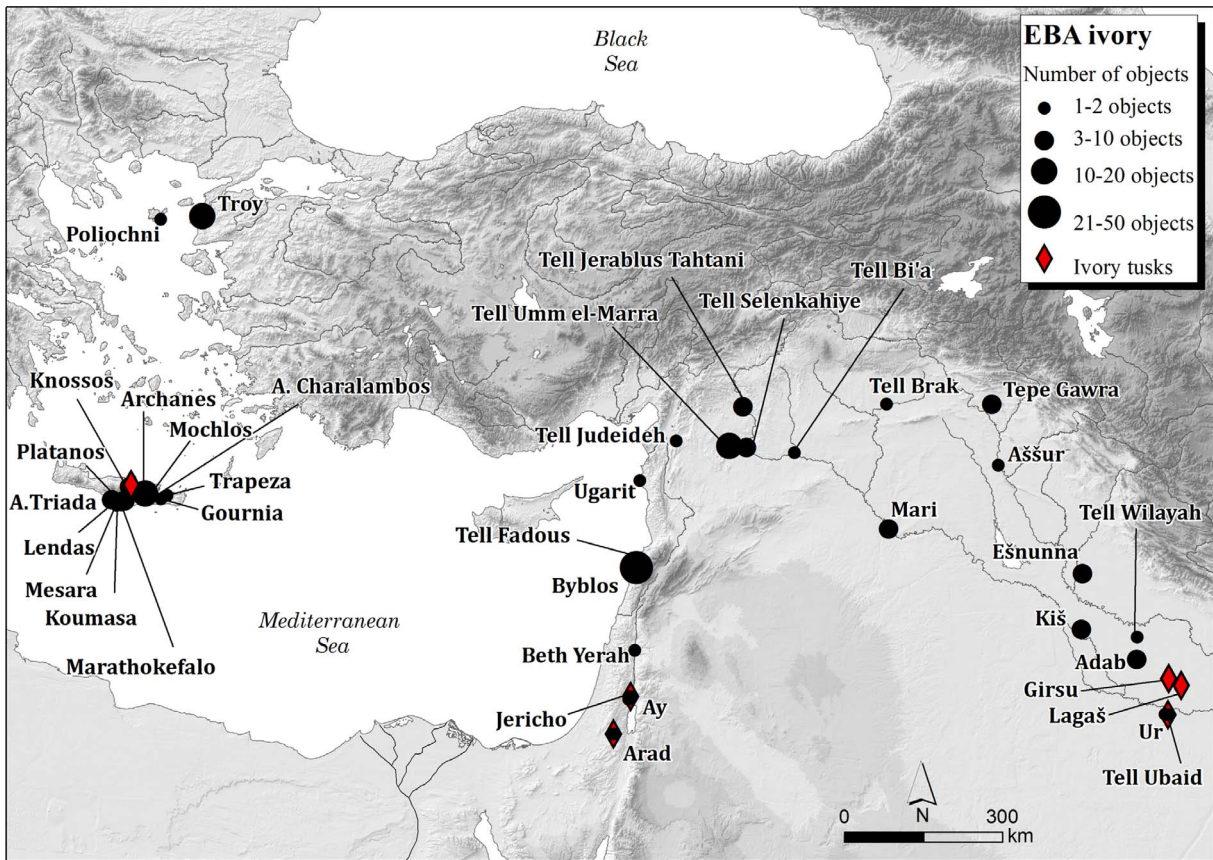 Black
Sea
EBA ivory
Number of objects
1-2 objects
3-10 objects
10-20 objects
21-50 objects
Ivory tusks
Troy
Poliochni
Tell Jerablus Tahtani
Tell Bi'a
Tell Selenkahiye
Tell Umm el-Marra
Knossos
Archanes
A. Charalambos
Mochlos
Platanos
Trapeza
A.Triada
Gournia
Lendas
Mesara
Koumasa
Marathokefalo
Tell Brak
Tepe Gawra
Tell Judeideh
Aššur
Ugarit
Mari
Tell Wilayah
Tell Fadous
Ešnunna
Byblos
Mediterranean
Sea
Kiš
Beth Yerah
Adab
Girsu
Jericho
Ay
Lagaš
Ur
Arad
Tell Ubaid
N
0 300
km